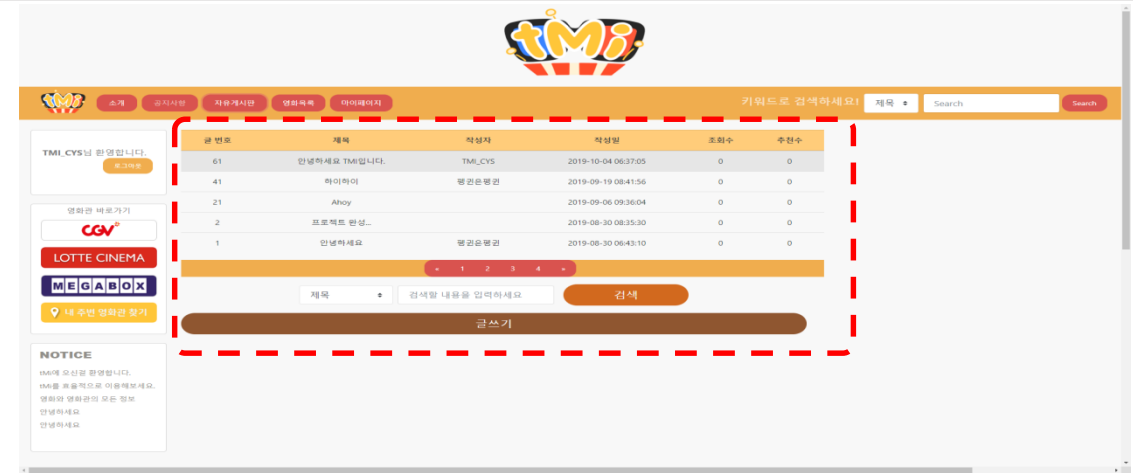 tMi
tMi 소개 공지사항 자유게시판 영화목록 마이페이지 키워드로 검색하세요! 제목 Search Search
TMI_CYS님 환영합니다.
로그아웃
영화관 바로가기
CGV
LOTTE CINEMA
MEGABOX
내 주변 영화관 찾기
NOTICE
tMi에 오신걸 환영합니다.
tMi를 효율적으로 이용해보세요.
영화와 영화관의 모든 정보
안녕하세요
안녕하세요
글 번호 제목 작성자 작성일 조회수 추천수
61 안녕하세요 TMI입니다. TMI_CYS 2019-10-04 06:37:05 0 0
41 하이하이 펭귄은펭귄 2019-09-19 08:41:56 0 0
21 Ahoy 2019-09-06 09:36:04 0 0
2 프로젝트 완성... 2019-08-30 08:35:30 0 0
1 안녕하세요 펭귄은펭귄 2019-08-30 06:43:10 0 0
« 1 2 3 4 »
제목 검색할 내용을 입력하세요 검색
글쓰기